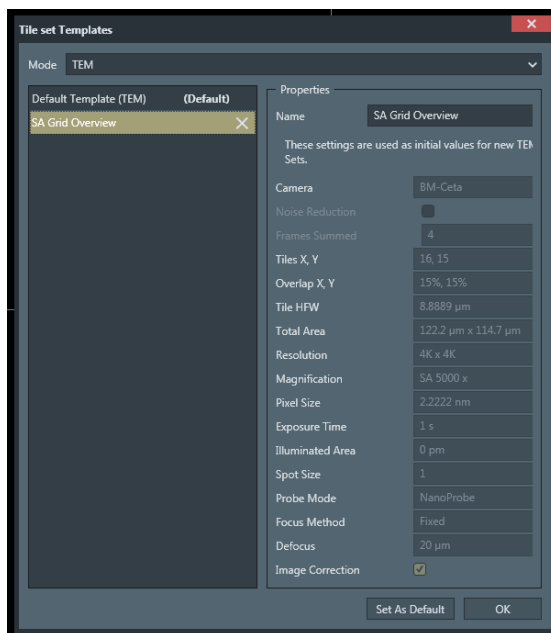 Tile set Templates
Mode TEM
Default Template (TEM) (Default)
SA Grid Overview
Properties
Name SA Grid Overview
These settings are used as initial values for new TEM
Sets.
Camera BM-Ceta
Noise Reduction
Frames Summed 4
Tiles X, Y 16, 15
Overlap X, Y 15%, 15%
Tile HFW 8.8889 µm
Total Area 122.2 µm x 114.7 µm
Resolution 4K x 4K
Magnification SA 5000 x
Pixel Size 2.2222 nm
Exposure Time 1 s
Illuminated Area 0 pm
Spot Size 1
Probe Mode NanoProbe
Focus Method Fixed
Defocus 20 µm
Image Correction
Set As Default OK